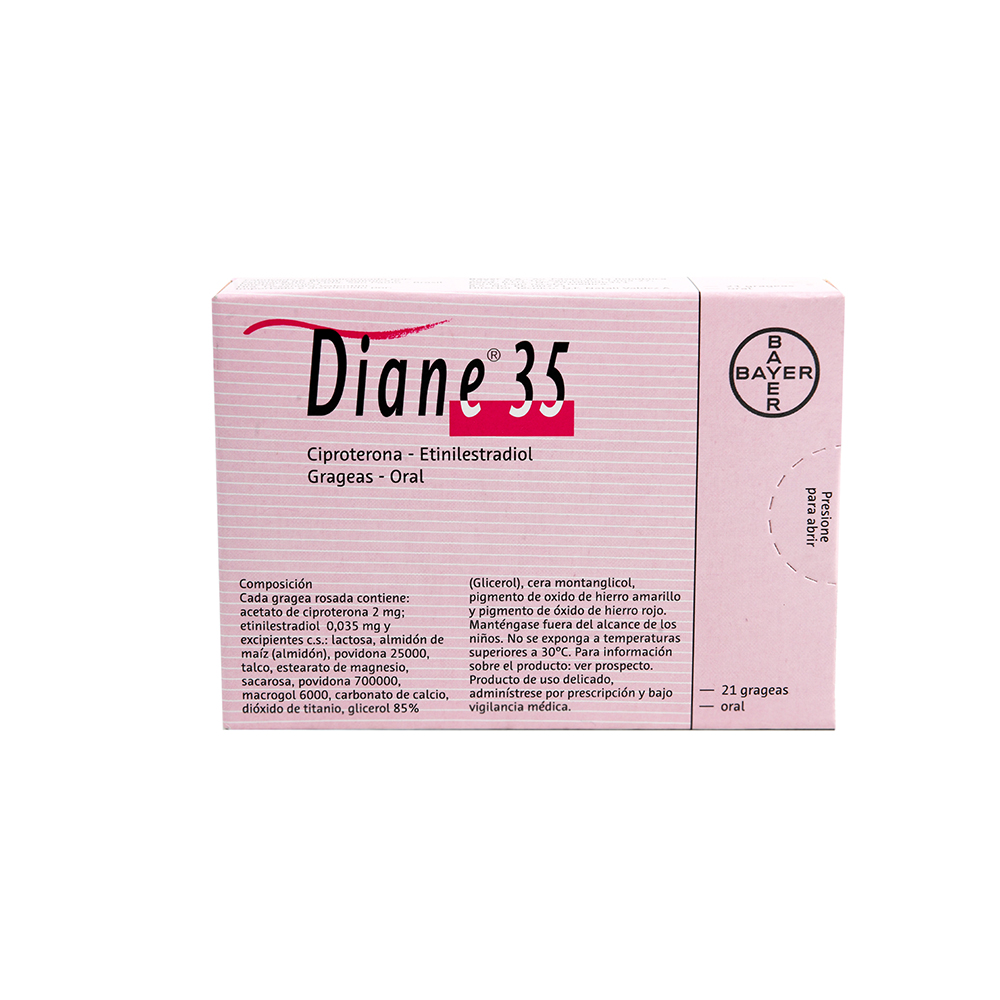 Diane® 35
Ciproterona - Etinilestradiol
Grageas - Oral
Composición
Cada gragea rosada contiene:
acetato de ciproterona 2 mg;
etinilestradiol 0,035 mg y
excipientes c.s.: lactosa, almidón de
maíz (almidón), povidona 25000,
talco, estearato de magnesio,
sacarosa, povidona 700000,
macrogol 6000, carbonato de calcio,
dióxido de titanio, glicerol 85%
(Glicerol), cera montanglicol,
pigmento de oxido de hierro amarillo
y pigmento de óxido de hierro rojo.
Manténgase fuera del alcance de los
niños. No se exponga a temperaturas
superiores a 30°C. Para información
sobre el producto: ver prospecto.
Producto de uso delicado,
adminístrese por prescripción y bajo
vigilancia médica.
BAYER
BAYER
Presione
para abrir
— 21 grageas
— oral